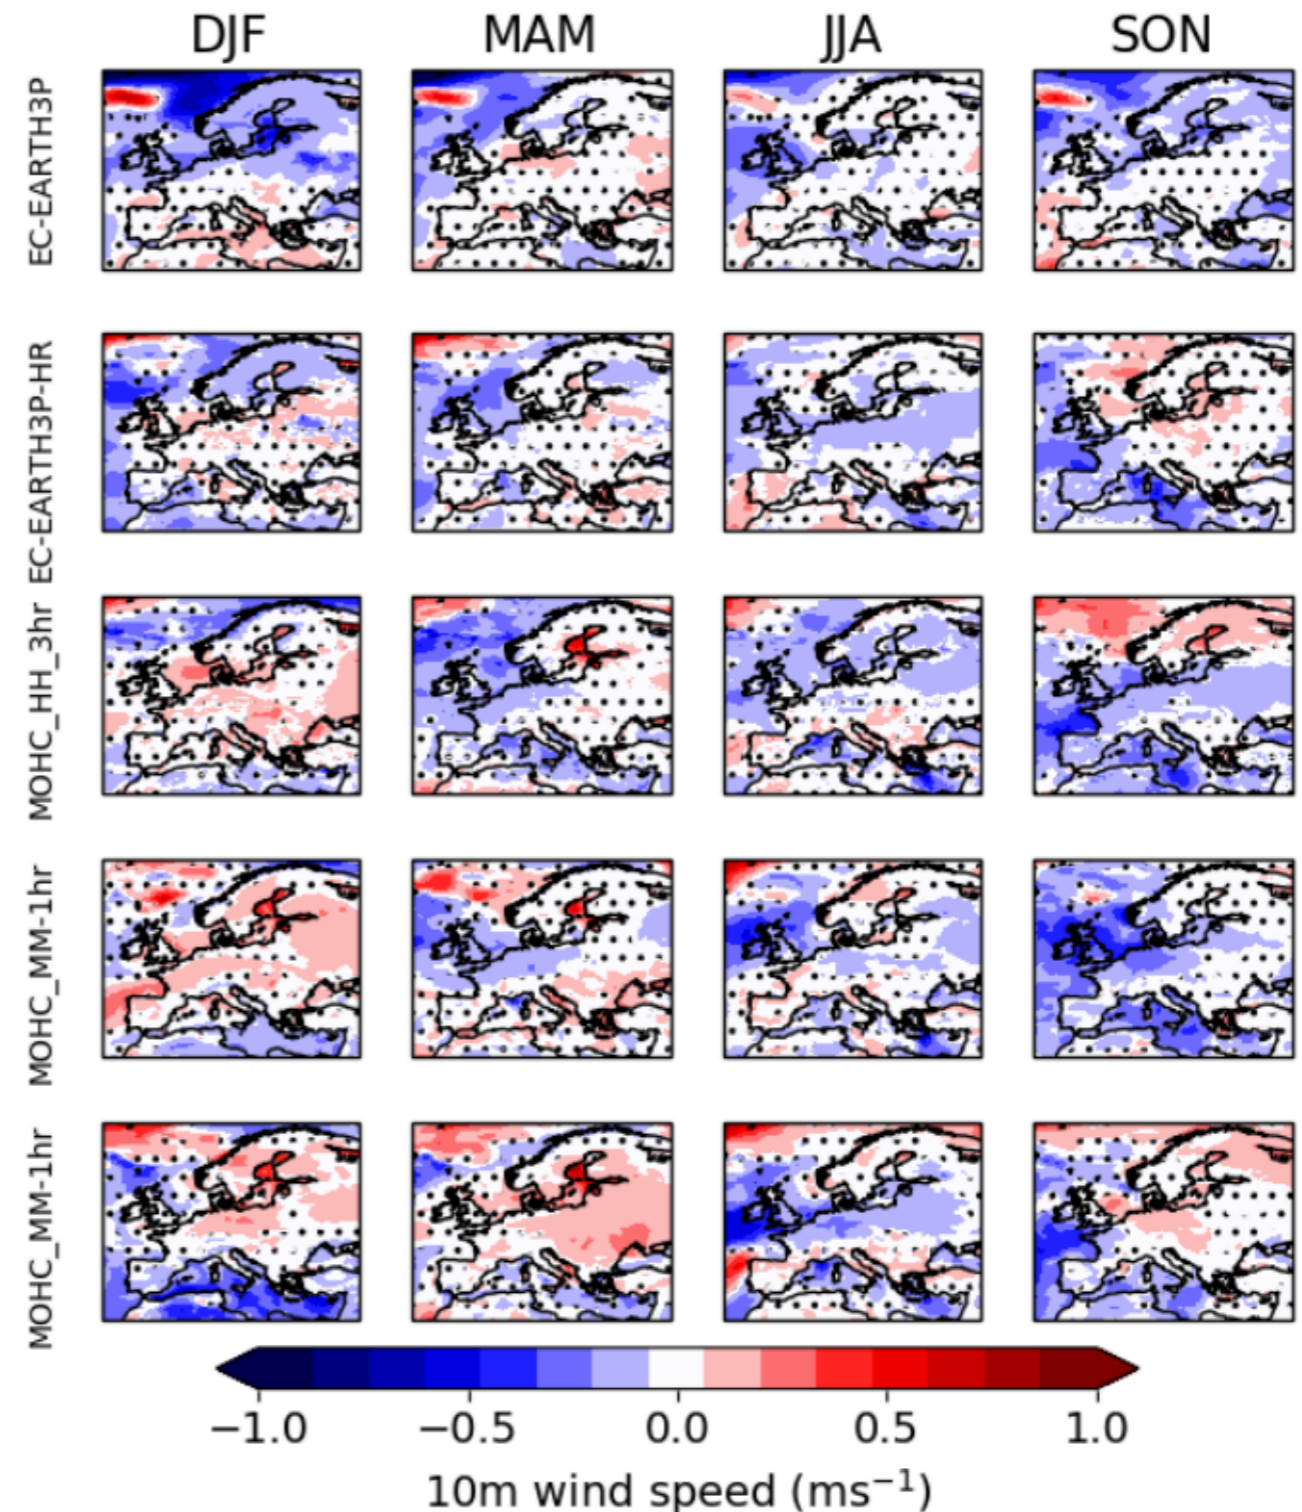 DJF MAM JJA SON
EC-EARTH3P
EC-EARTH3P-HR
MOHC_HH_3hr
MOHC_MM-1hr
MOHC_MM-1hr
−1.0 −0.5 0.0 0.5 1.0
10m wind speed (ms⁻¹)